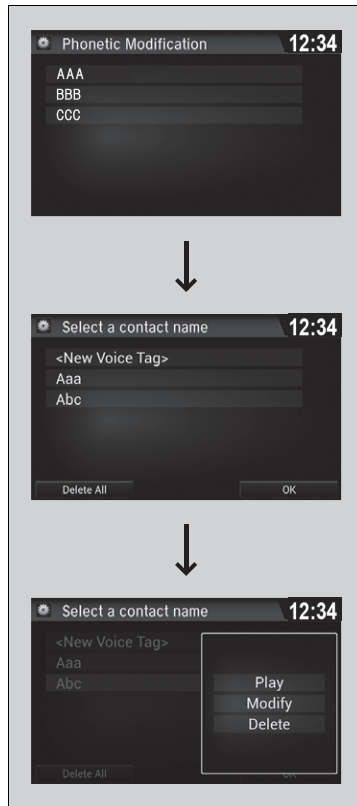 Phonetic Modification 12:34
AAA
BBB
CCC
Select a contact name 12:34
<New Voice Tag>
Aaa
Abc
Delete All OK
Select a contact name 12:34
<New Voice Tag>
Aaa
Abc
Play
Modify
Delete
Delete All OK